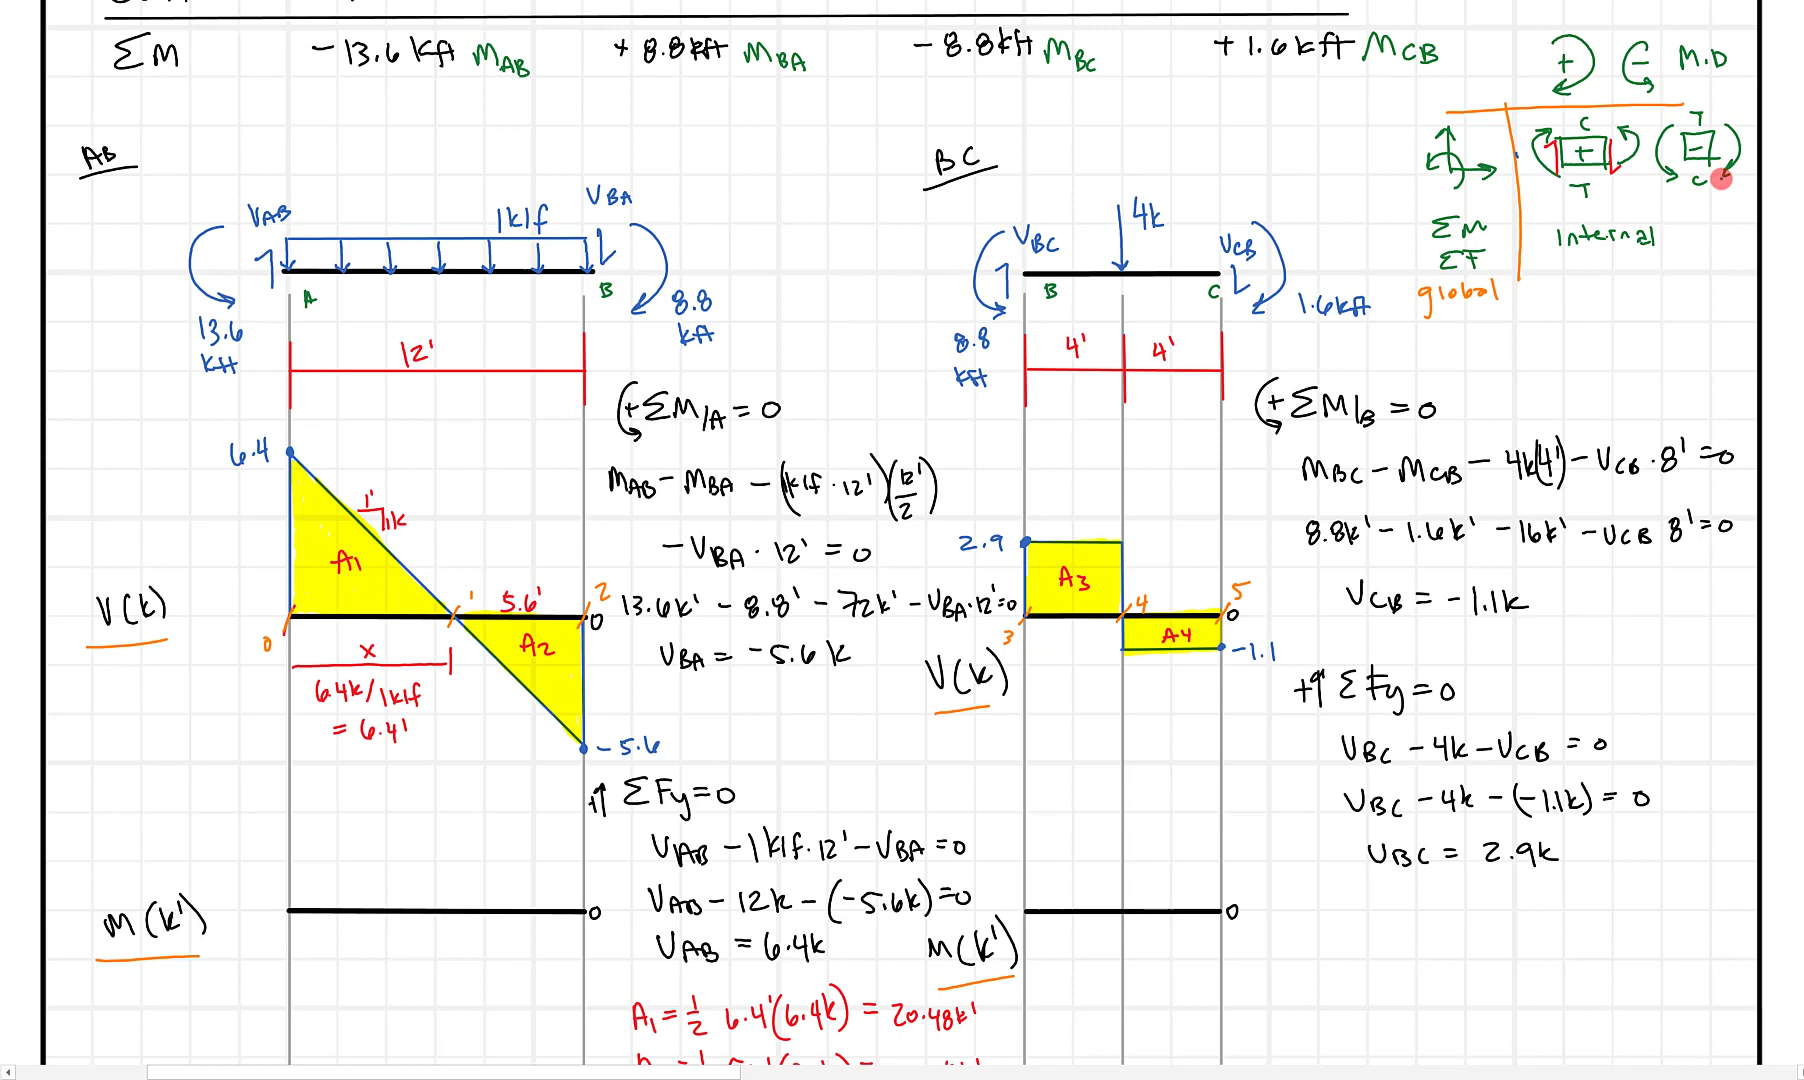 ΣM -13.6 kft M_AB +8.8kft M_BA -8.8kft M_BC +1.6kft M_CB
+ - M.D
AB
V_AB 1klf V_BA
A B
13.6 kft
8.8 kft
12'
BC
V_BC 4k V_CB
B C
8.8 kft
1.6kft
4' 4'
C + T
T - C
ΣM
ΣF
global
internal
+ΣM/A = 0
M_AB - M_BA - (1klf · 12')(12'/2)
- V_BA · 12' = 0
13.6k' - 8.8' - 72k' - V_BA·12'=0
V_BA = -5.6k
+↑ ΣFy=0
V_AB - 1klf·12' - V_BA = 0
V_AB - 12k - (-5.6k)=0
V_AB = 6.4k
A1 = 1/2 6.4'(6.4k) = 20.48k'
V(k)
6.4
1'
1k
A1
0
1
5.6'
2
0
A2
x
6.4k/1klf
= 6.4'
-5.6
M(k')
0
+ΣM/B = 0
M_BC - M_CB - 4k(4') - V_CB · 8' = 0
8.8k' - 1.6k' - 16k' - V_CB 8' = 0
V_CB = -1.1k
+↑ ΣFy = 0
V_BC - 4k - V_CB = 0
V_BC - 4k - (-1.1k) = 0
V_BC = 2.9k
V(k)
2.9
A3
3
4
5
0
A4
-1.1
M(k')
0